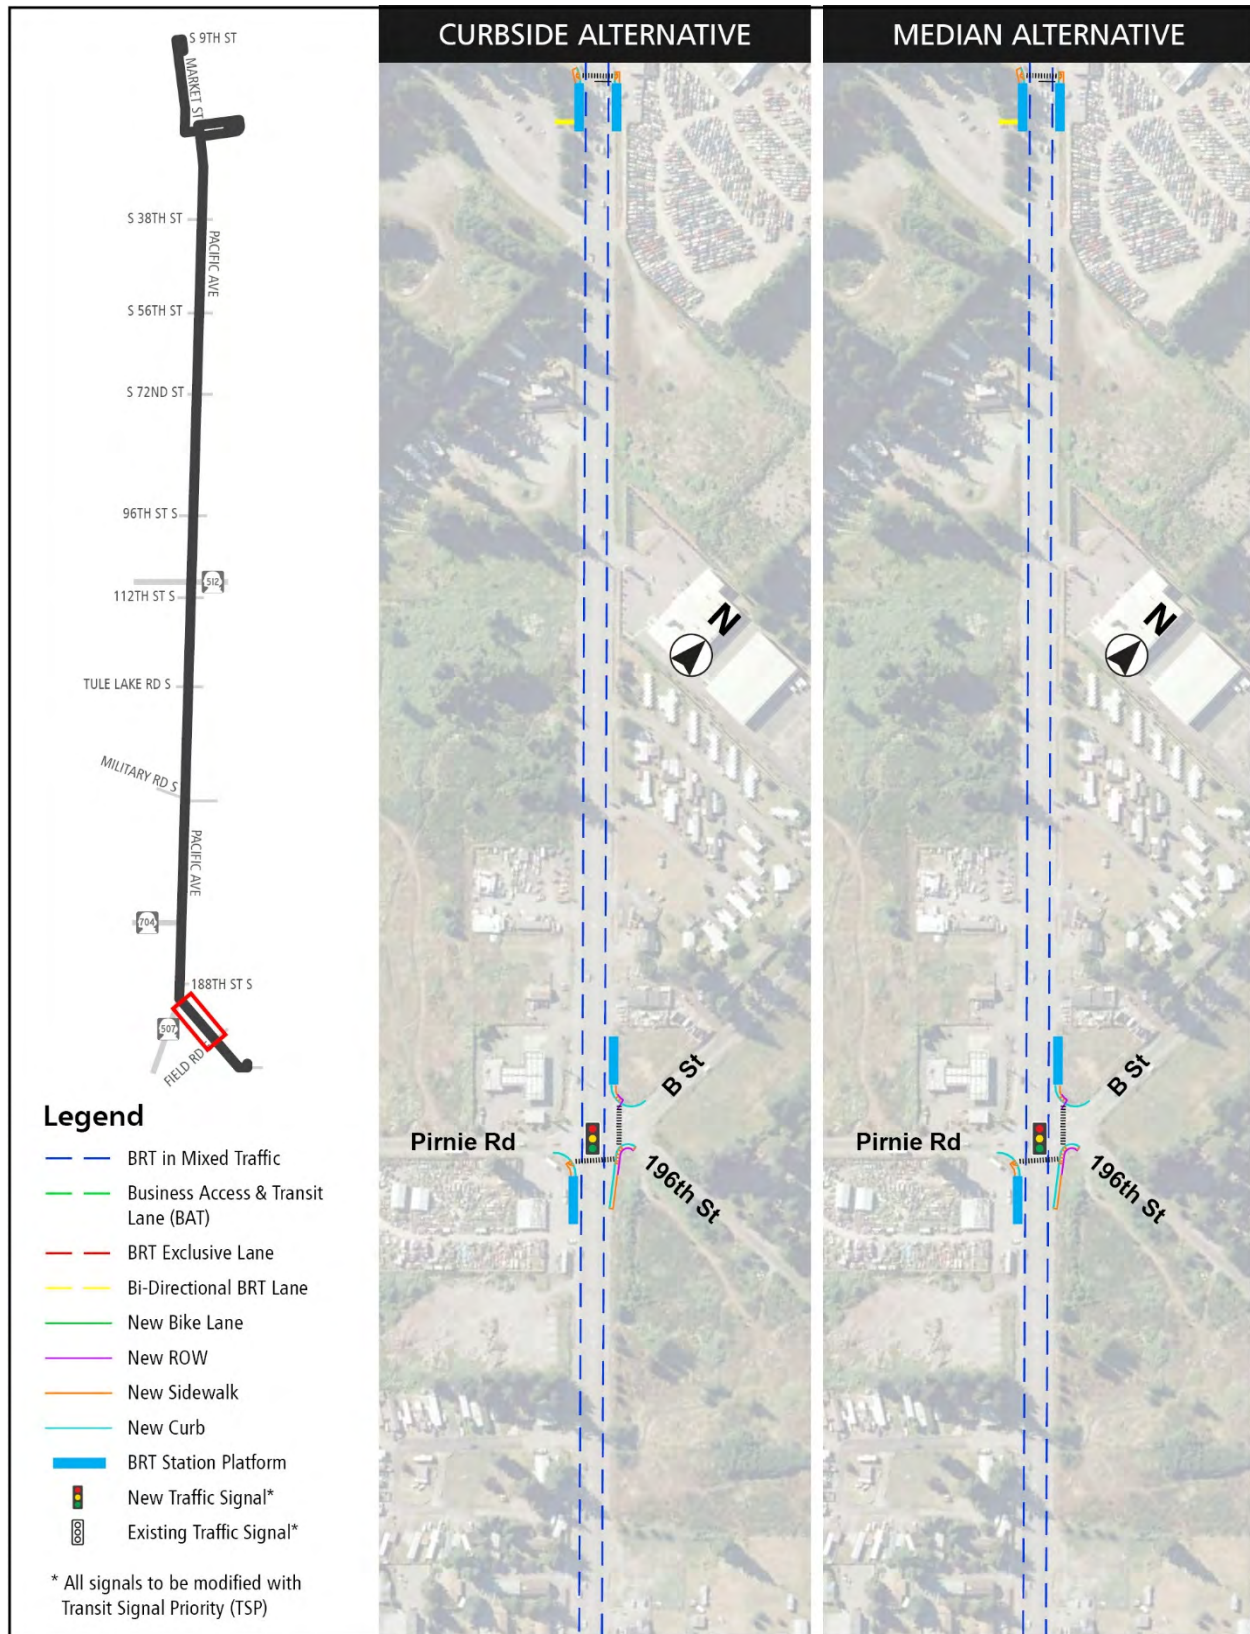 CURBSIDE ALTERNATIVE
MEDIAN ALTERNATIVE
S 9TH ST
MARKET ST
S 38TH ST
PACIFIC AVE
S 56TH ST
S 72ND ST
96TH ST S
512
112TH ST S
TULE LAKE RD S
MILITARY RD S
PACIFIC AVE
704
188TH ST S
507
FIELD RD
Legend
BRT in Mixed Traffic
Business Access & Transit
Lane (BAT)
BRT Exclusive Lane
Bi-Directional BRT Lane
New Bike Lane
New ROW
New Sidewalk
New Curb
BRT Station Platform
New Traffic Signal*
Existing Traffic Signal*
* All signals to be modified with
Transit Signal Priority (TSP)
N
B St
Pirnie Rd
196th St
N
B St
Pirnie Rd
196th St